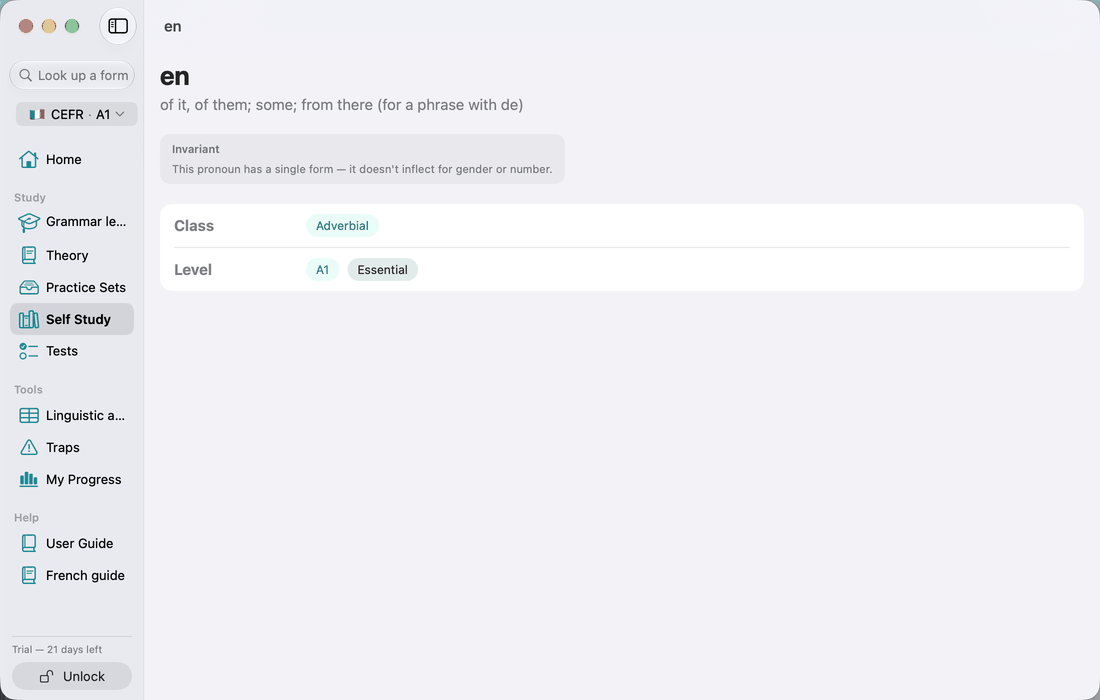 en
Look up a form
CEFR · A1
Home
Study
Grammar le...
Theory
Practice Sets
Self Study
Tests
Tools
Linguistic a...
Traps
My Progress
Help
User Guide
French guide
Trial — 21 days left
Unlock
en
of it, of them; some; from there (for a phrase with de)
Invariant
This pronoun has a single form — it doesn't inflect for gender or number.
Class Adverbial
Level A1 Essential